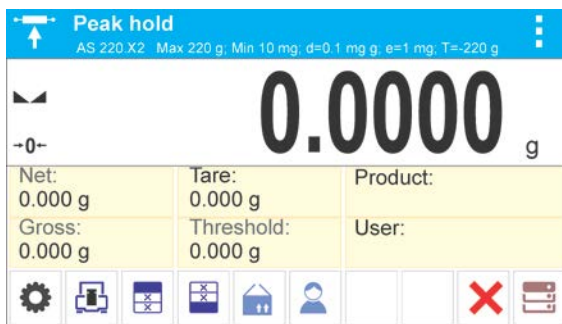 Peak hold
AS 220.X2 Max 220 g; Min 10 mg; d=0.1 mg g; e=1 mg; T=-220 g
0.0000 g
→0←
Net: Tare: Product:
0.000 g 0.000 g
Gross: Threshold: User:
0.000 g 0.000 g